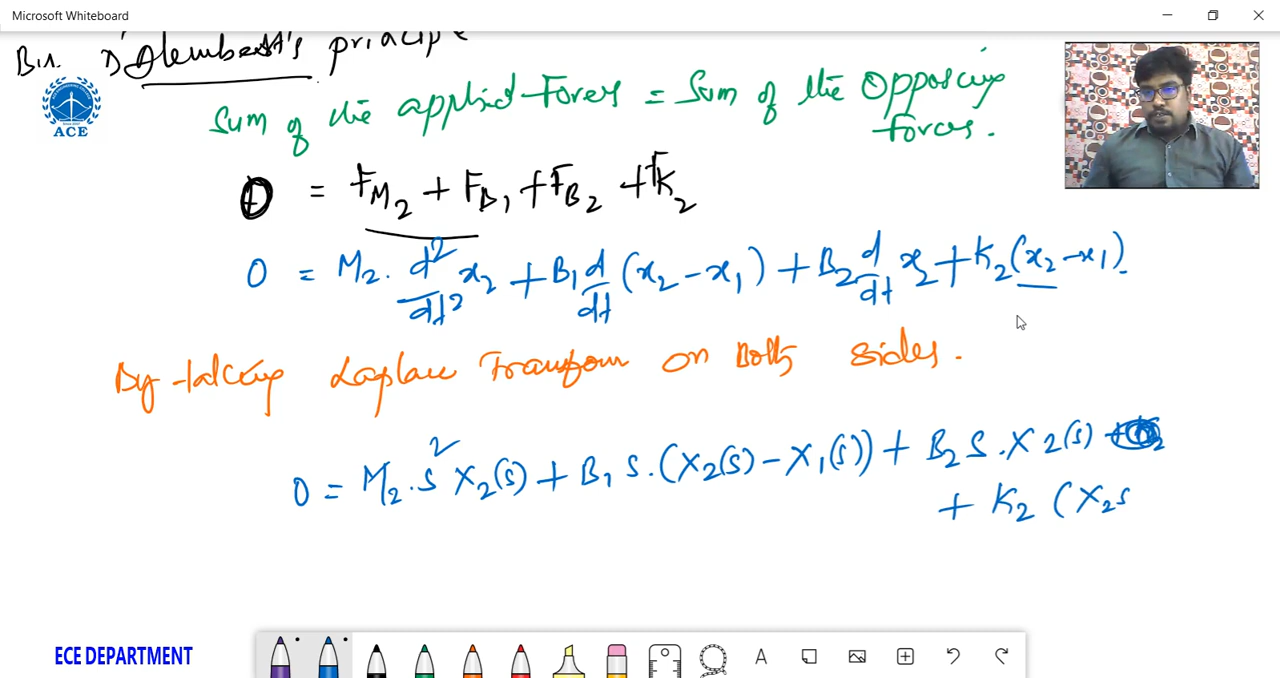 Microsoft Whiteboard
By D'Alembert's principle
Sum of the applied Forces = Sum of the Opposing forces.
ACE
0 = FM2 + FB1 + FB2 + FK2
0 = M2 . d²/dt² x2 + B1 d/dt (x2 - x1) + B2 d/dt x2 + K2 (x2 - x1)
By taking Laplace Transform on Both sides.
0 = M2 . s² X2(s) + B1 s . (X2(s) - X1(s)) + B2 s . X2(s)
+ K2 (X2s
ECE DEPARTMENT
A